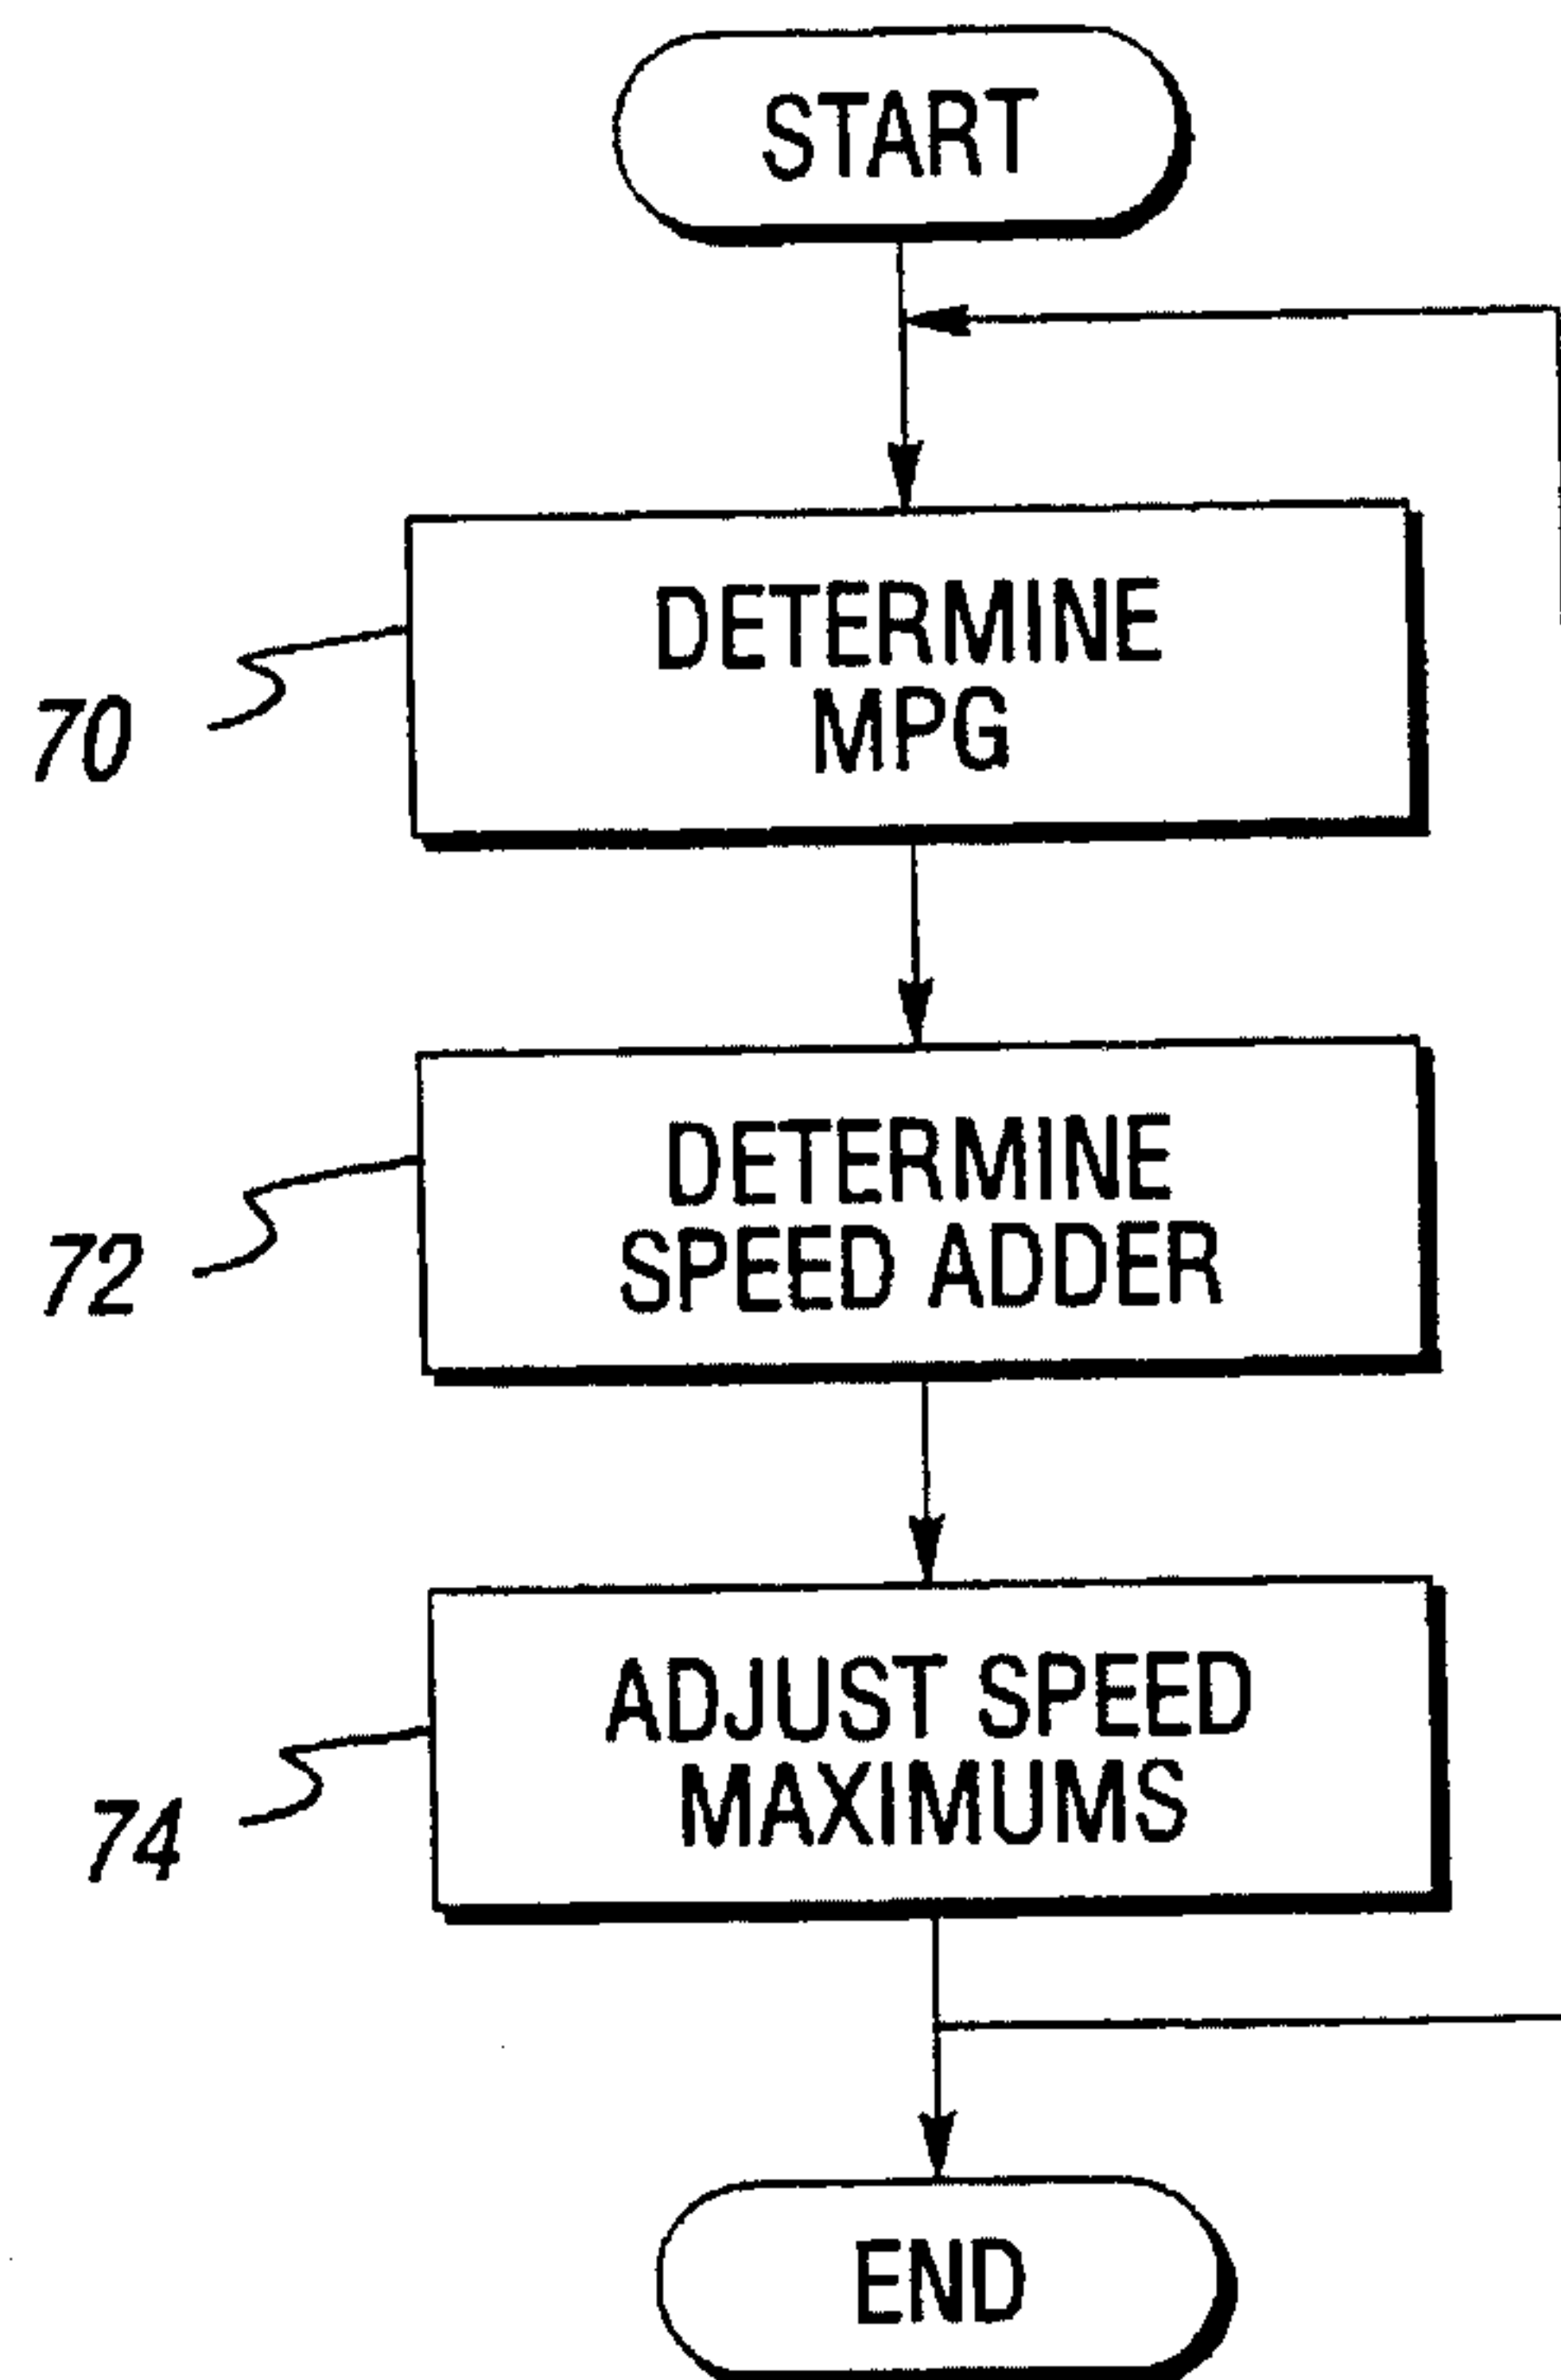 START
DETERMINE
MPG
70
DETERMINE
SPEED ADDER
72
ADJUST SPEED
MAXIMUMS
74
END